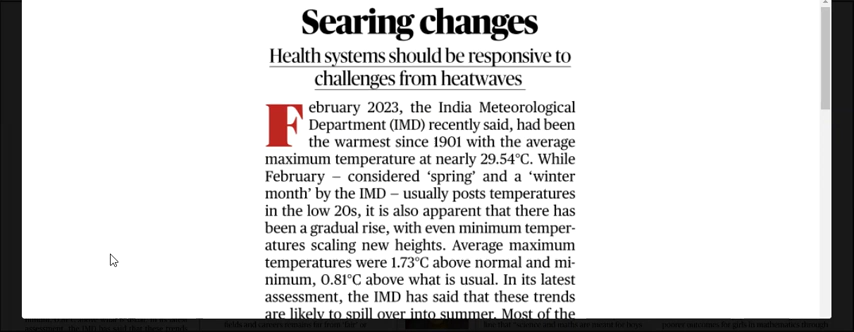 Searing changes
Health systems should be responsive to
challenges from heatwaves
February 2023, the India Meteorological
Department (IMD) recently said, had been
the warmest since 1901 with the average
maximum temperature at nearly 29.54°C. While
February – considered ‘spring’ and a ‘winter
month’ by the IMD – usually posts temperatures
in the low 20s, it is also apparent that there has
been a gradual rise, with even minimum temper-
atures scaling new heights. Average maximum
temperatures were 1.73°C above normal and mi-
nimum, 0.81°C above what is usual. In its latest
assessment, the IMD has said that these trends
are likely to spill over into summer. Most of the